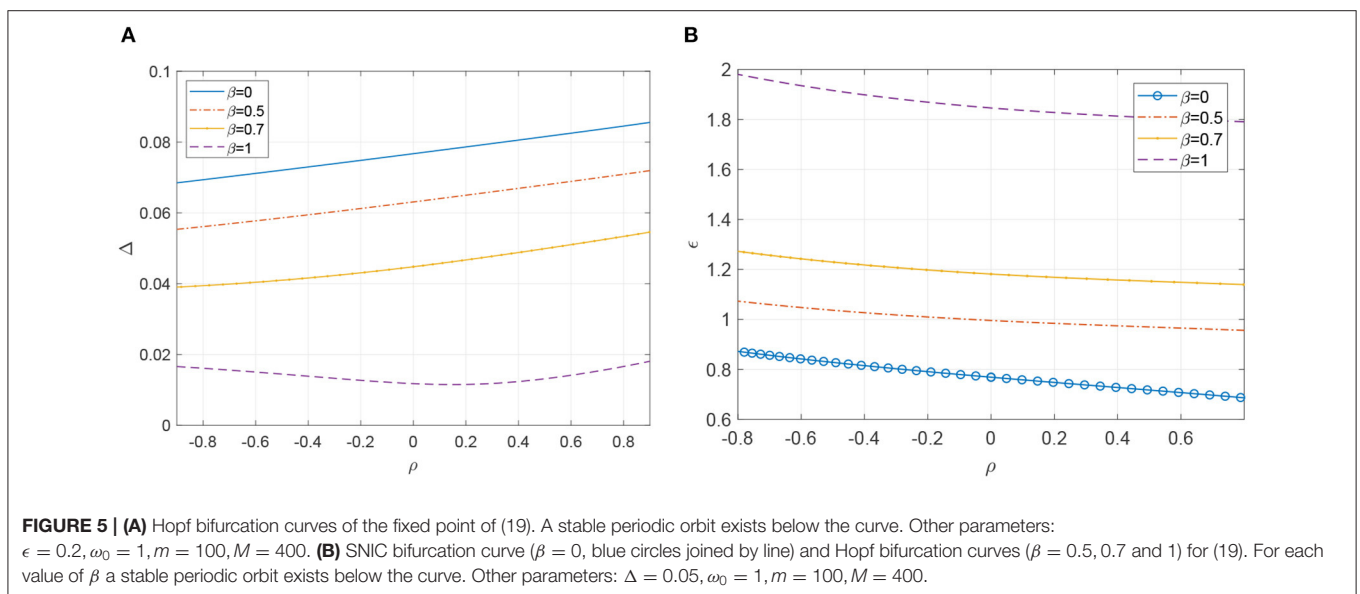 A
0.1
0.08
0.06
0.04
0.02
0
Δ
β=0
β=0.5
β=0.7
β=1
-0.8 -0.6 -0.4 -0.2 0 0.2 0.4 0.6 0.8
ρ
B
2
1.8
1.6
1.4
1.2
1
0.8
0.6
ϵ
β=0
β=0.5
β=0.7
β=1
-0.8 -0.6 -0.4 -0.2 0 0.2 0.4 0.6
ρ
FIGURE 5 | (A) Hopf bifurcation curves of the fixed point of (19). A stable periodic orbit exists below the curve. Other parameters:
ϵ = 0.2, ω₀ = 1, m = 100, M = 400. (B) SNIC bifurcation curve (β = 0, blue circles joined by line) and Hopf bifurcation curves (β = 0.5, 0.7 and 1) for (19). For each
value of β a stable periodic orbit exists below the curve. Other parameters: Δ = 0.05, ω₀ = 1, m = 100, M = 400.